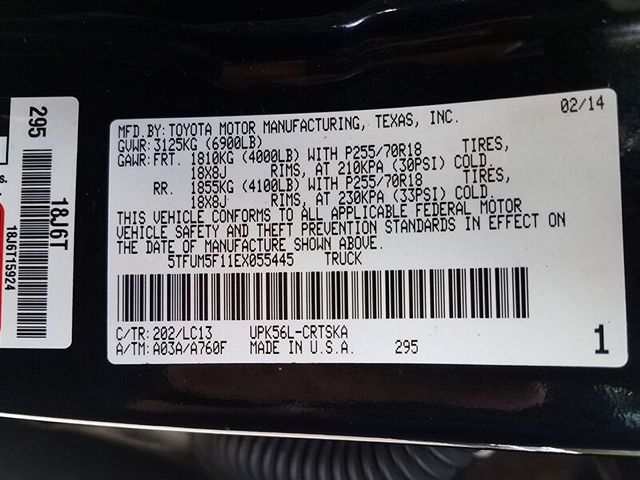 02/14
MFD.BY: TOYOTA MOTOR MANUFACTURING, TEXAS, INC.
GVWR: 3125KG (6900LB)
GAWR: FRT. 1810KG (4000LB) WITH P255/70R18 TIRES,
18X8J RIMS, AT 210KPA (30PSI) COLD.
RR. 1855KG (4100LB) WITH P255/70R18 TIRES,
18X8J RIMS, AT 230KPA (33PSI) COLD.
THIS VEHICLE CONFORMS TO ALL APPLICABLE FEDERAL MOTOR
VEHICLE SAFETY AND THEFT PREVENTION STANDARDS IN EFFECT ON
THE DATE OF MANUFACTURE SHOWN ABOVE.
5TFUM5F11EX055445 TRUCK
C/TR: 202/LC13 UPK56L-CRTSKA
A/TM: A03A/A760F MADE IN U.S.A. 295 1
295 18J6T
18J6T15924
s.